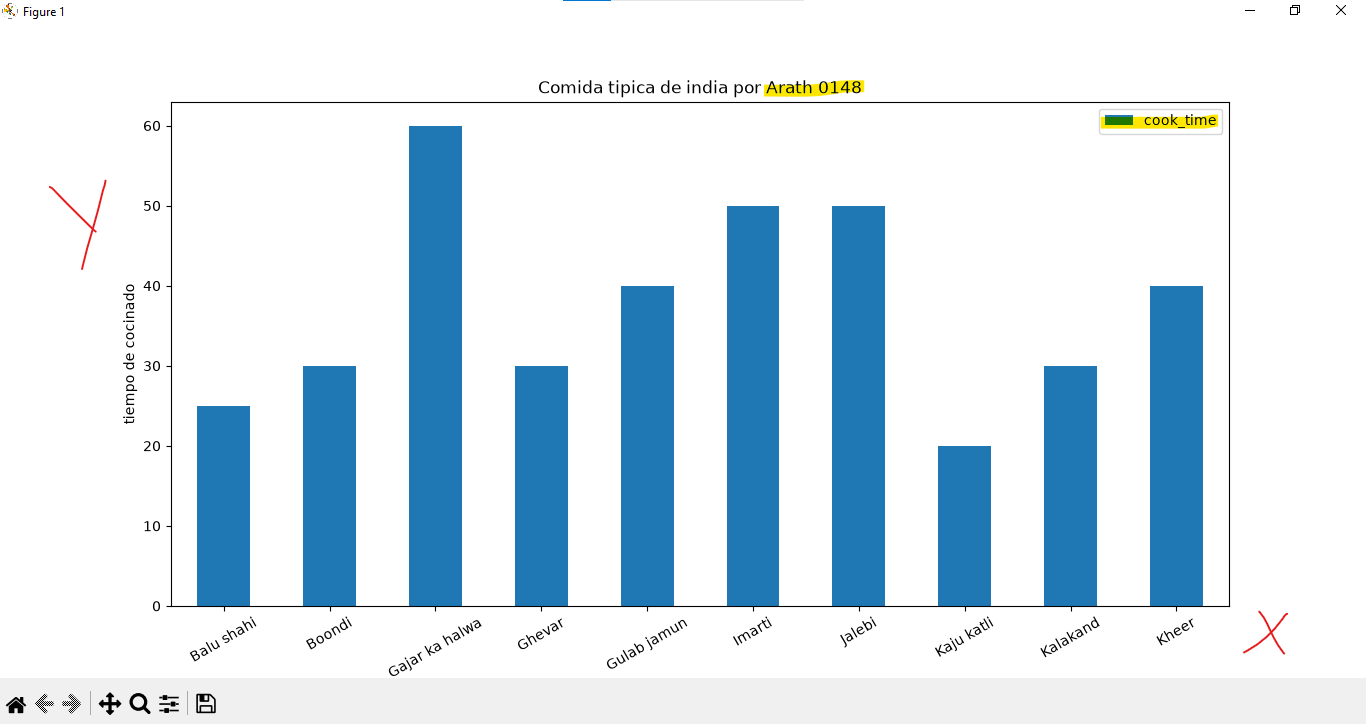 Figure 1
Comida tipica de india por Arath 0148
cook_time
Y
tiempo de cocinado
60
50
40
30
20
10
0
Balu shahi
Boondi
Gajar ka halwa
Ghevar
Gulab jamun
Imarti
Jalebi
Kaju katli
Kalakand
Kheer
X